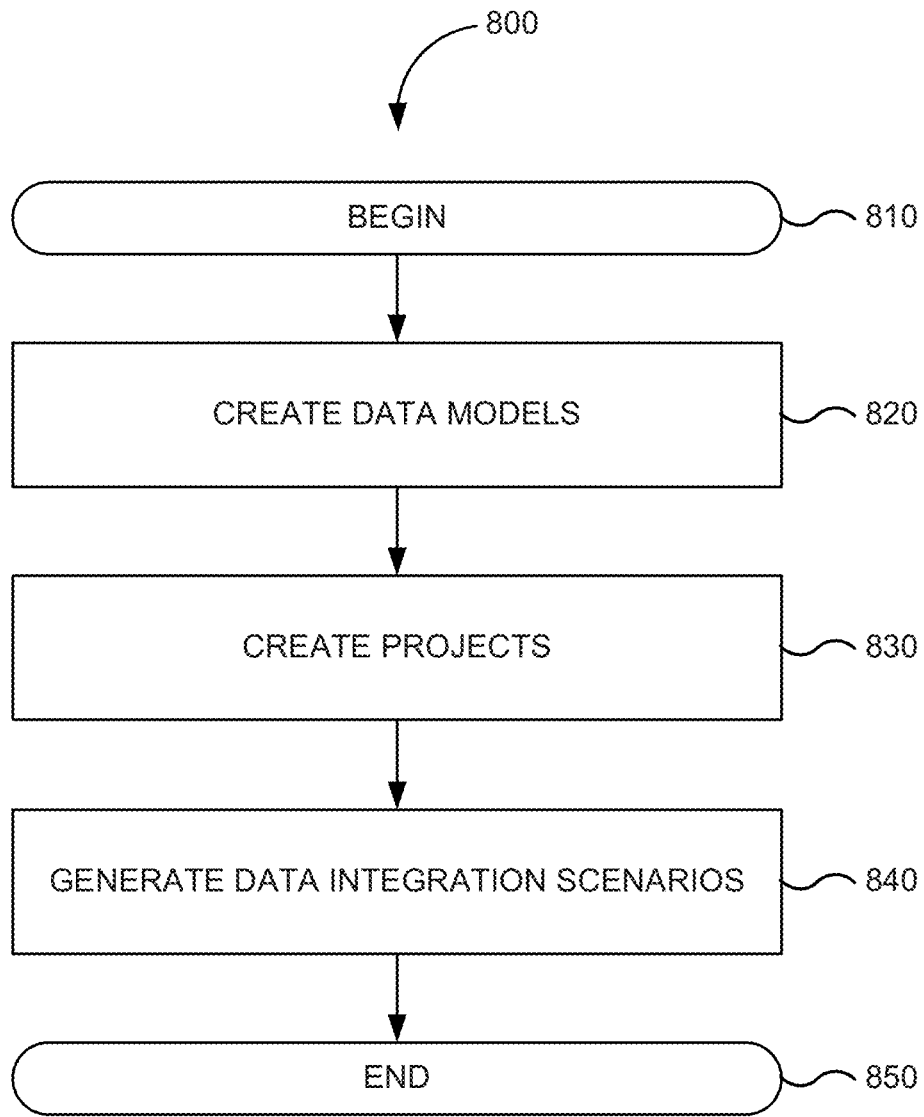 800
BEGIN
810
CREATE DATA MODELS
820
CREATE PROJECTS
830
GENERATE DATA INTEGRATION SCENARIOS
840
END
850